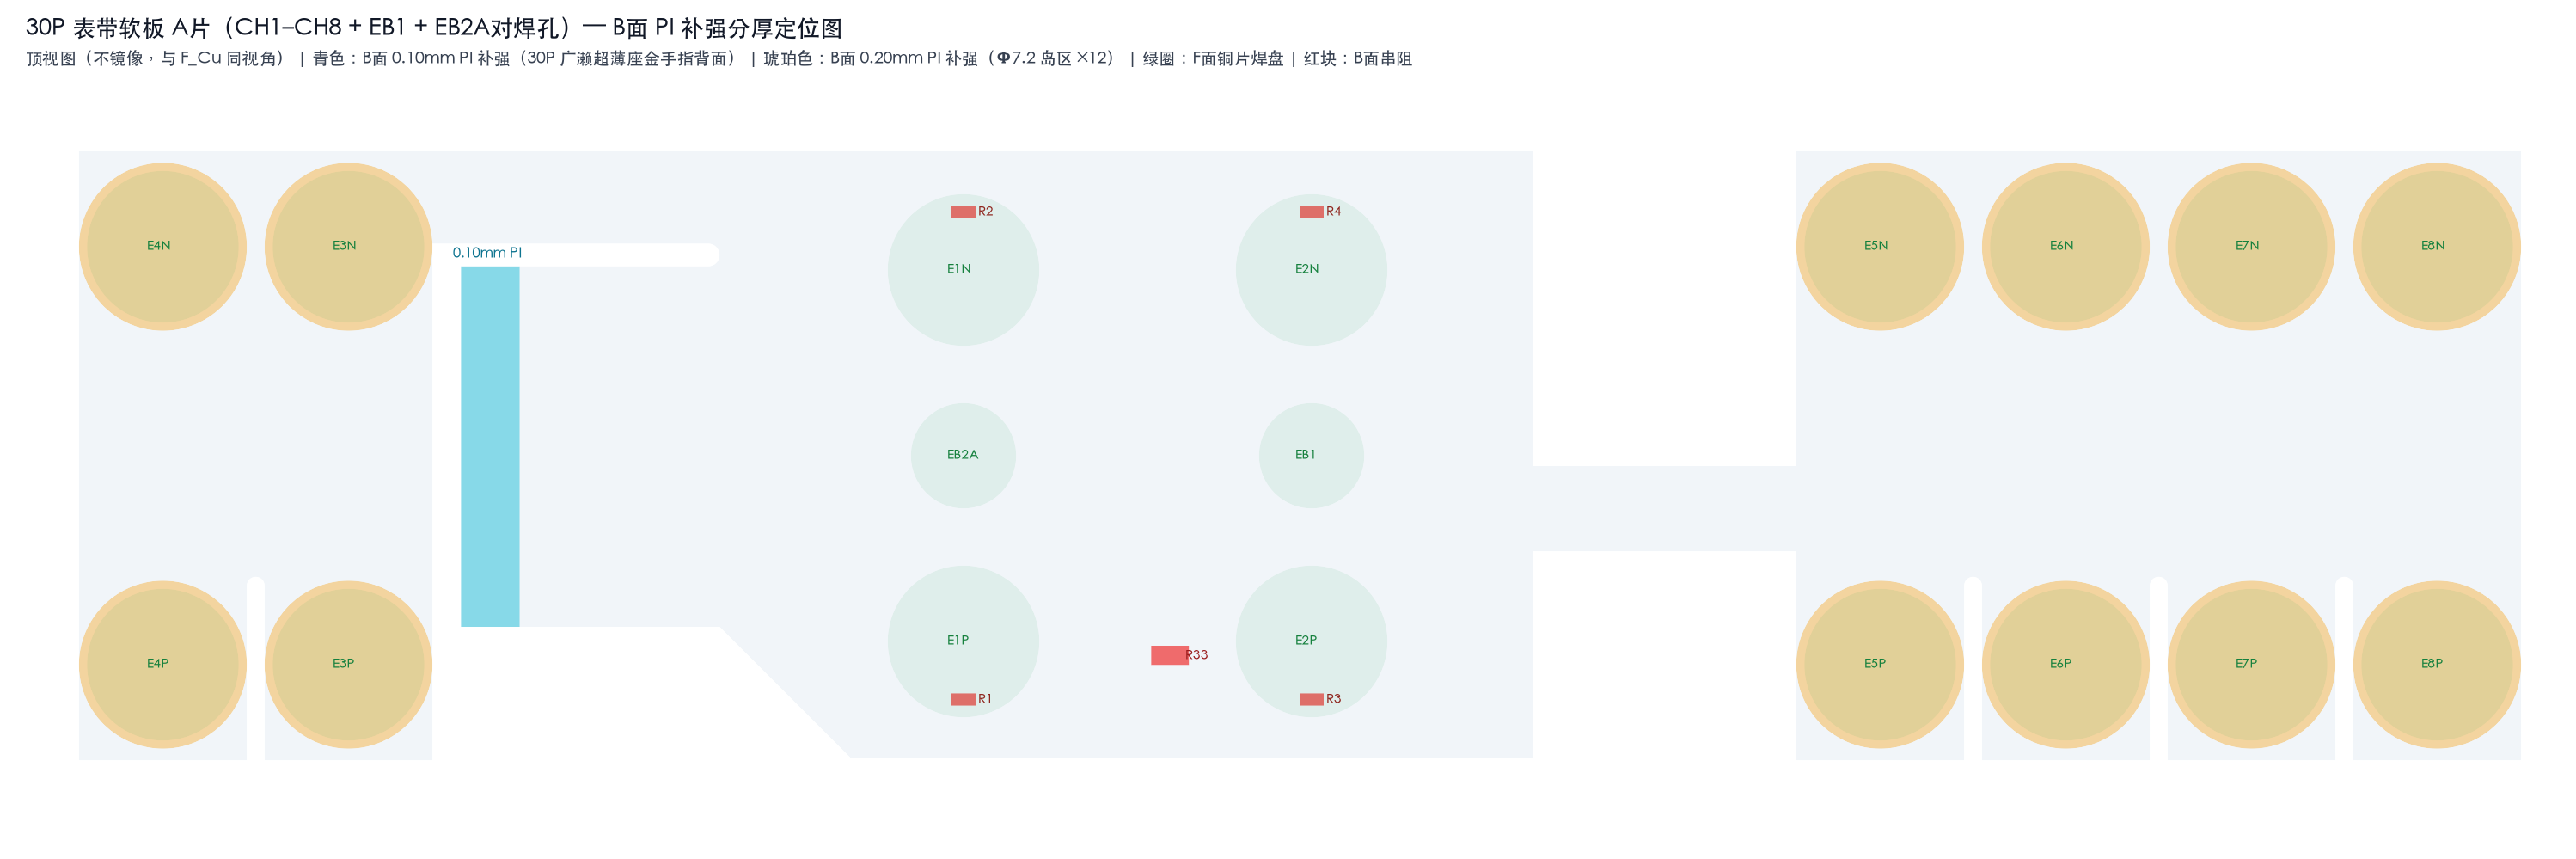 30P 表带软板 A片（CH1–CH8 + EB1 + EB2A对焊孔）— B面 PI 补强分厚定位图
顶视图（不镜像，与 F_Cu 同视角） | 青色：B面 0.10mm PI 补强（30P 广濑超薄座金手指背面） | 琥珀色：B面 0.20mm PI 补强（Φ7.2 岛区 ×12） | 绿圈：F面铜片焊盘 | 红块：B面串阻
R2 R4
E4N E3N 0.10mm PI E5N E6N E7N E8N
E1N E2N
EB2A EB1
E1P E2P
R33
E4P E3P E5P E6P E7P E8P
R1 R3